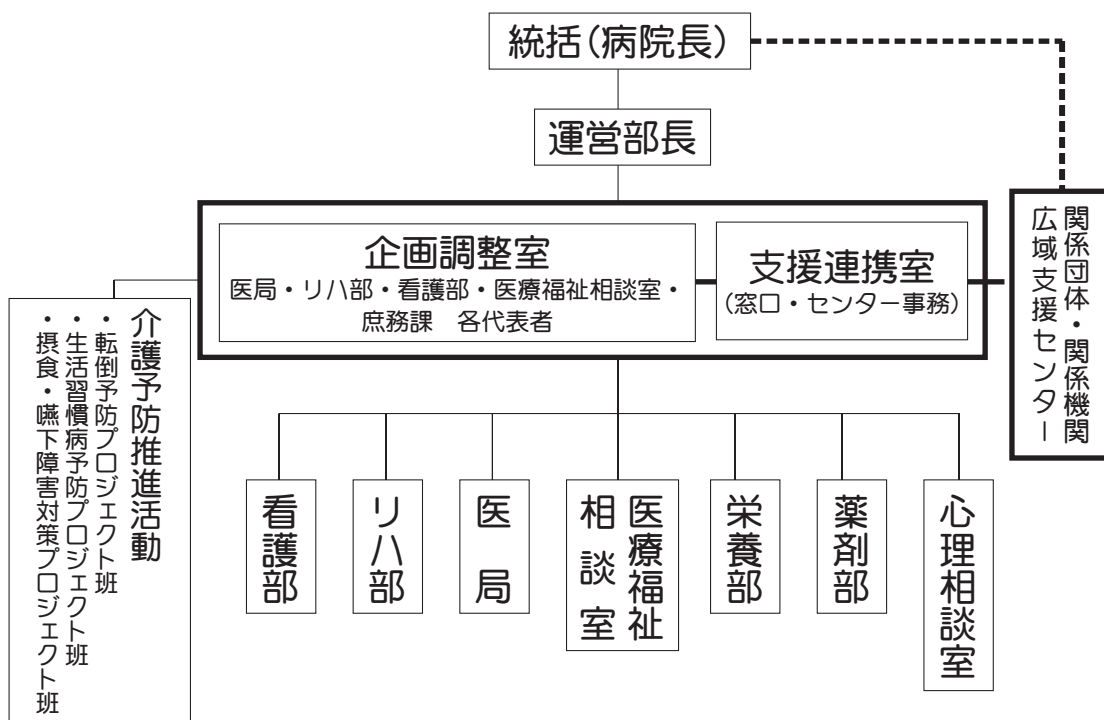 統括(病院長)
運営部長
企画調整室
医局・リハ部・看護部・医療福祉相談室・
庶務課　各代表者
支援連携室
(窓口・センター事務)
関係団体・関係機関
広域支援センター
介護予防推進活動
・転倒予防プロジェクト班
・生活習慣病予防プロジェクト班
・摂食・嚥下障害対策プロジェクト班
看護部
リハ部
医局
医療福祉
相談室
栄養部
薬剤部
心理相談室